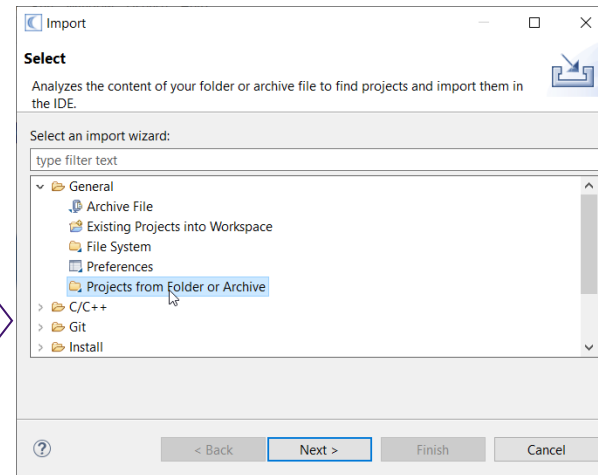 Import
Select
Analyzes the content of your folder or archive file to find projects and import them in
the IDE.
Select an import wizard:
type filter text
General
Archive File
Existing Projects into Workspace
File System
Preferences
Projects from Folder or Archive
C/C++
Git
Install
? < Back Next > Finish Cancel